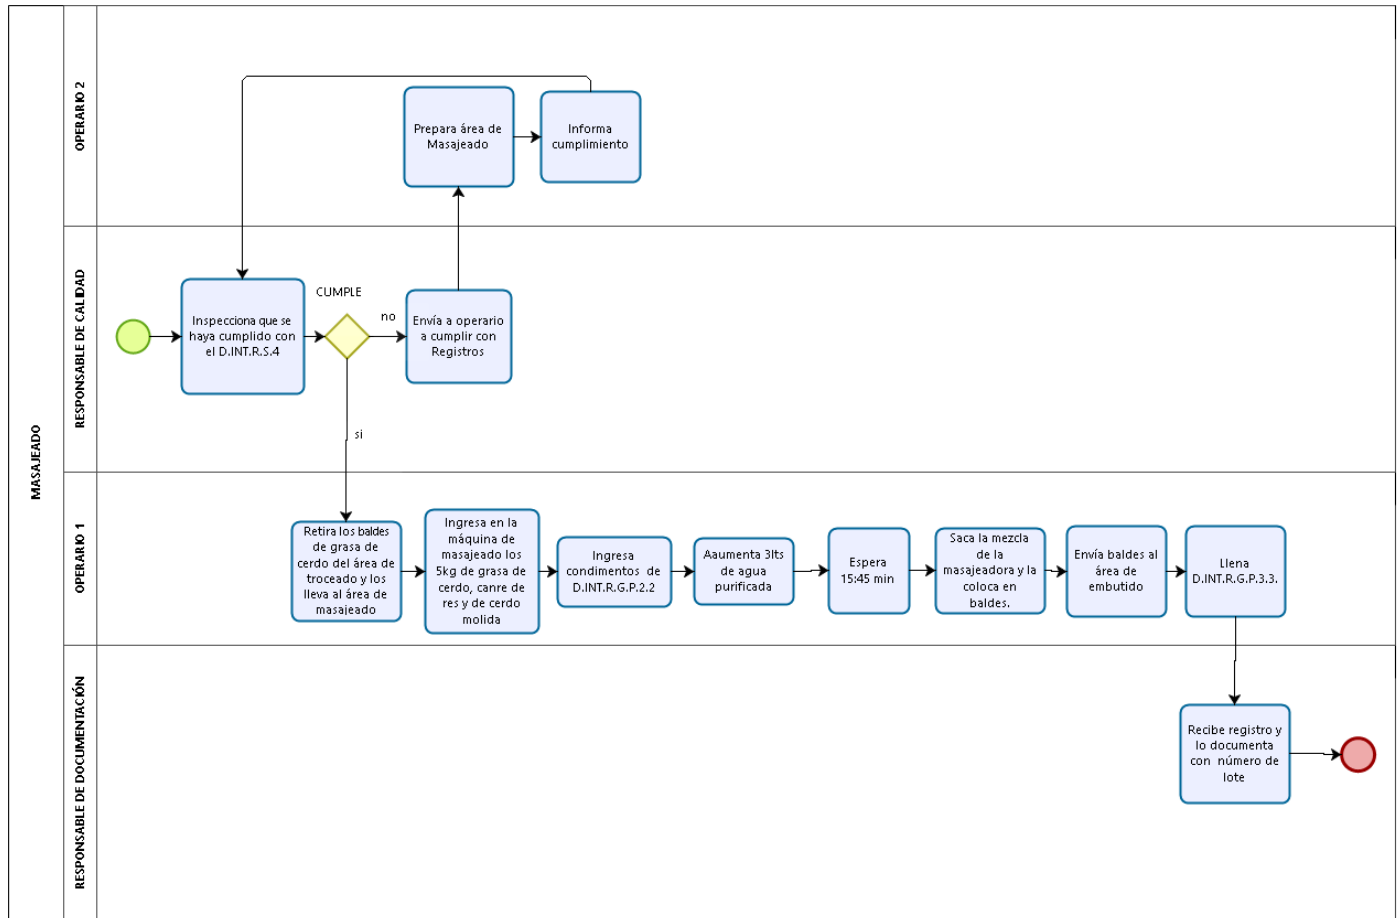 MASAJEADO
OPERARIO 2
Prepara área de
Masajeado
Informa
cumplimiento
RESPONSABLE DE CALIDAD
Inspecciona que se
haya cumplido con
el D.INT.R.S.4
CUMPLE
no
si
Envía a operario
a cumplir con
Registros
OPERARIO 1
Retira los baldes
de grasa de
cerdo del área de
troceado y los
lleva al área de
masajeado
Ingresa en la
máquina de
masajeado los
5kg de grasa de
cerdo, canre de
res y de cerdo
molida
Ingresa
condimentos de
D.INT.R.G.P.2.2
Aaumenta 3lts
de agua
purificada
Espera
15:45 min
Saca la mezcla
de la
masajeadora y la
coloca en
baldes.
Envía baldes al
área de
embutido
Llena
D.INT.R.G.P.3.3.
RESPONSABLE DE DOCUMENTACIÓN
Recibe registro y
lo documenta
con número de
lote